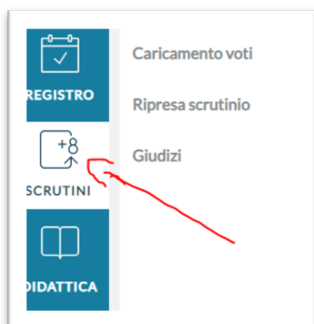 REGISTRO
+8
SCRUTINI
DIDATTICA
Caricamento voti
Ripresa scrutinio
Giudizi